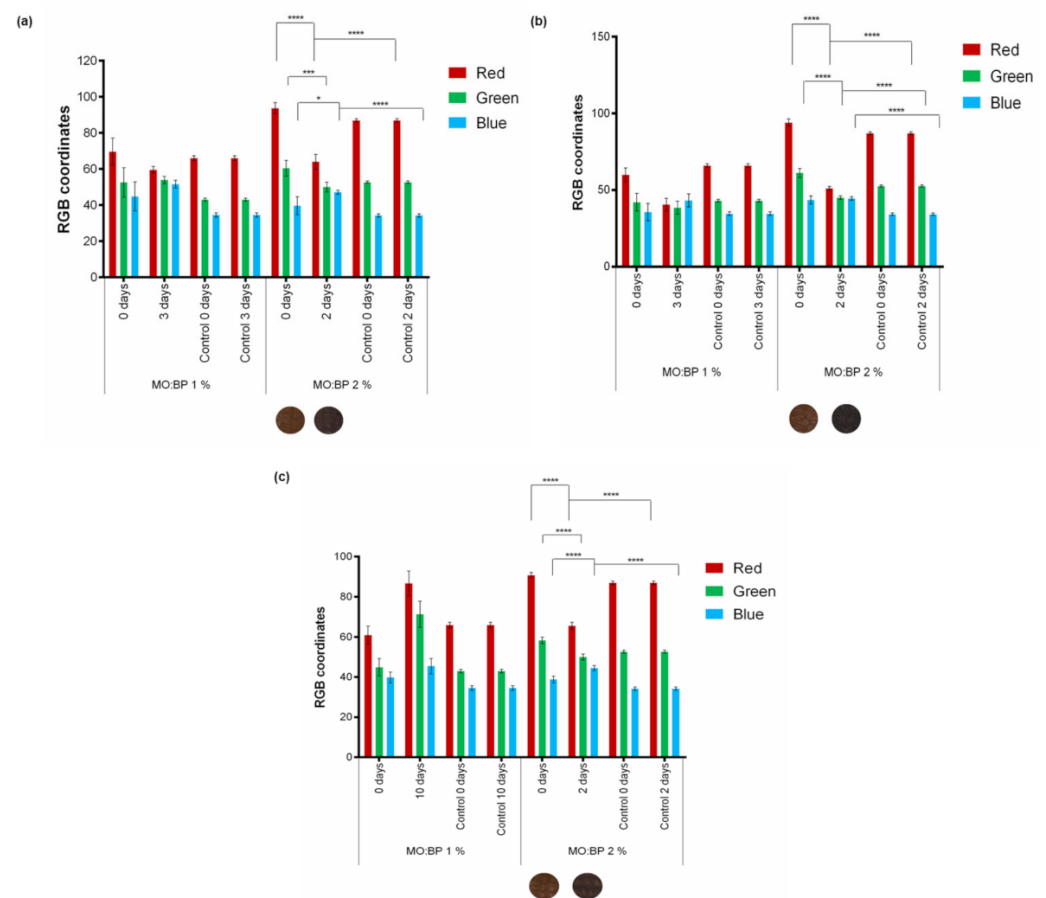 (a)
****
****
***
*
****
120
100
80
60
40
20
0
RGB coordinates
Red
Green
Blue
0 days
3 days
Control 0 days
Control 3 days
0 days
2 days
Control 0 days
Control 2 days
MO:BP 1 %
MO:BP 2 %
(b)
****
****
****
****
****
150
100
50
0
RGB coordinates
Red
Green
Blue
0 days
3 days
Control 0 days
Control 3 days
0 days
2 days
Control 0 days
Control 2 days
MO:BP 1 %
MO:BP 2 %
(c)
****
****
****
****
****
100
80
60
40
20
0
RGB coordinates
Red
Green
Blue
0 days
10 days
Control 0 days
Control 10 days
0 days
2 days
Control 0 days
Control 2 days
MO:BP 1 %
MO:BP 2 %